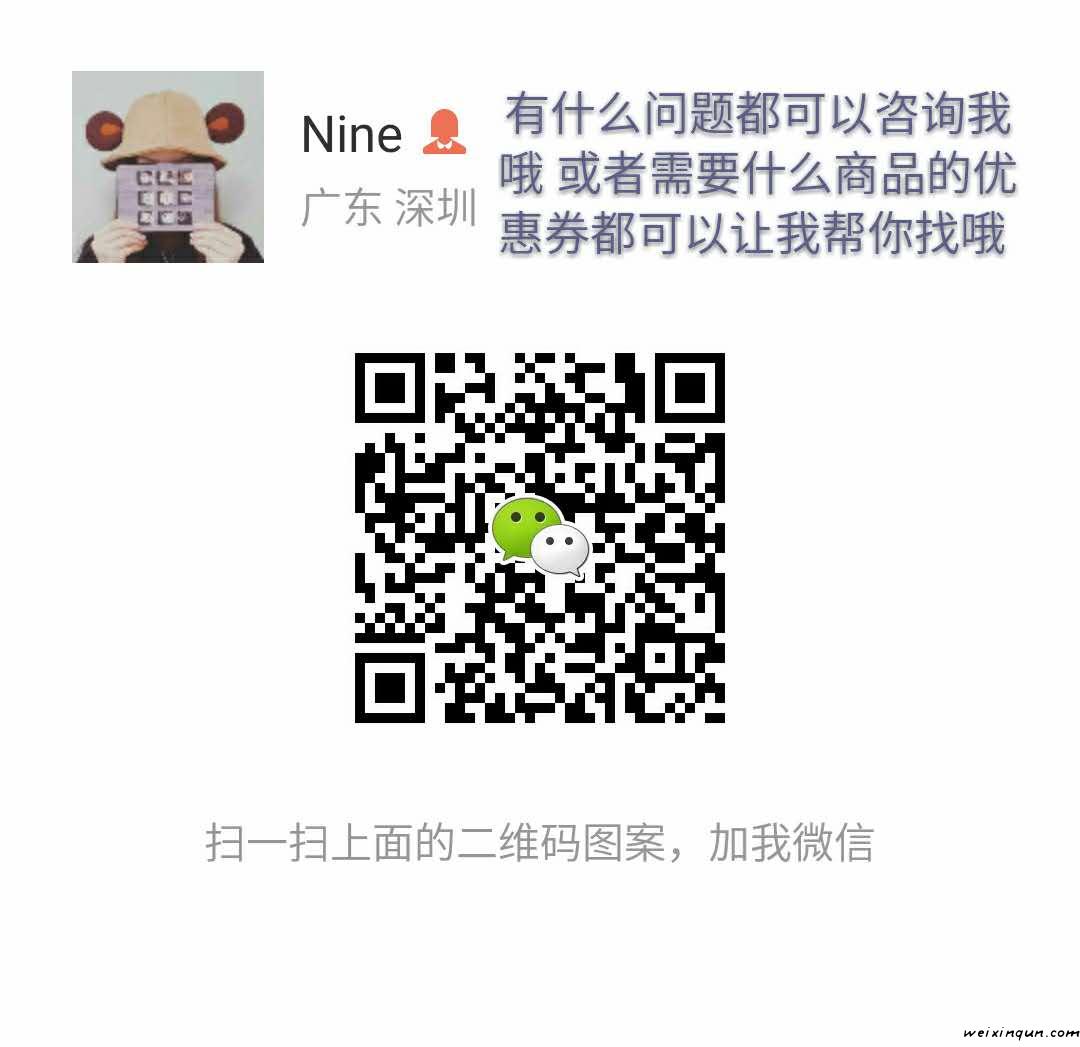 Nine
广东 深圳
有什么问题都可以咨询我
哦 或者需要什么商品的优
惠券都可以让我帮你找哦
扫一扫上面的二维码图案，加我微信
weixinqun.com